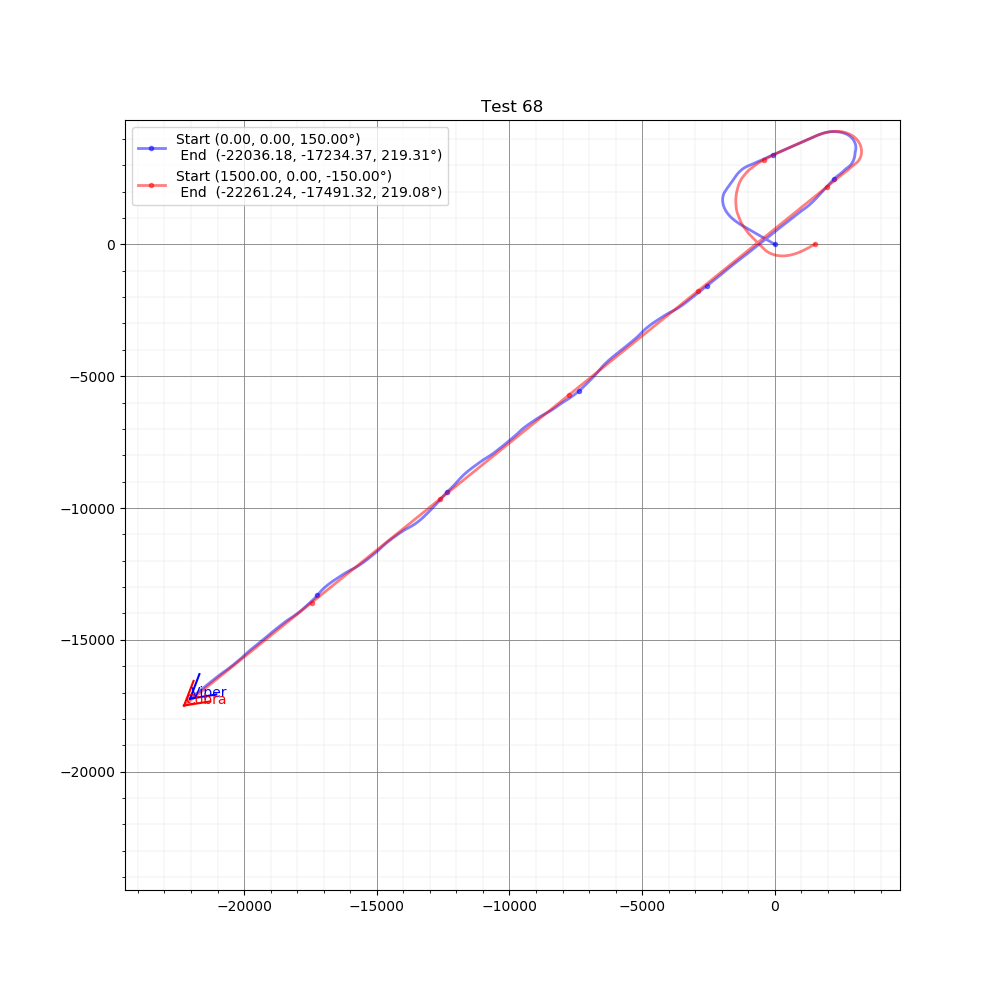 Test 68
Start (0.00, 0.00, 150.00°)
End (-22036.18, -17234.37, 219.31°)
Start (1500.00, 0.00, -150.00°)
End (-22261.24, -17491.32, 219.08°)
0
−5000
−10000
−15000
−20000
Viper
Cobra
−20000 −15000 −10000 −5000 0